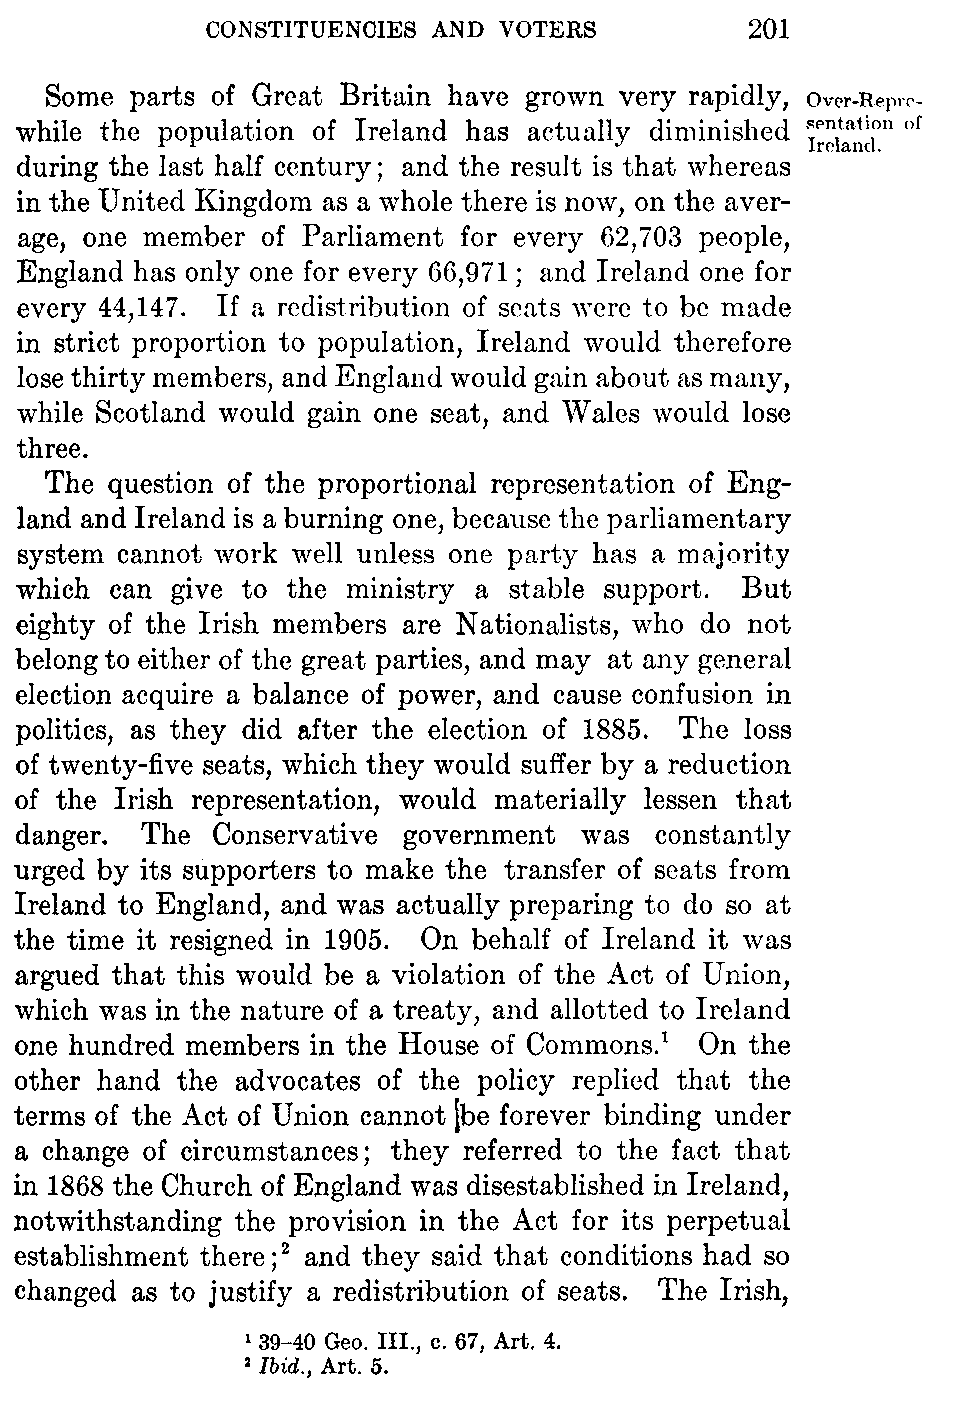 CONSTITUENCIES AND VOTERS 201
Some parts of Great Britain have grown very rapidly,
while the population of Ireland has actually diminished
during the last half century; and the result is that whereas
in the United Kingdom as a whole there is now, on the aver-
age, one member of Parliament for every 62,703 people,
England has only one for every 66,971; and Ireland one for
every 44,147. If a redistribution of seats were to be made
in strict proportion to population, Ireland would therefore
lose thirty members, and England would gain about as many,
while Scotland would gain one seat, and Wales would lose
three.
Over-Repre-
sentation of
Ireland.
The question of the proportional representation of Eng-
land and Ireland is a burning one, because the parliamentary
system cannot work well unless one party has a majority
which can give to the ministry a stable support. But
eighty of the Irish members are Nationalists, who do not
belong to either of the great parties, and may at any general
election acquire a balance of power, and cause confusion in
politics, as they did after the election of 1885. The loss
of twenty-five seats, which they would suffer by a reduction
of the Irish representation, would materially lessen that
danger. The Conservative government was constantly
urged by its supporters to make the transfer of seats from
Ireland to England, and was actually preparing to do so at
the time it resigned in 1905. On behalf of Ireland it was
argued that this would be a violation of the Act of Union,
which was in the nature of a treaty, and allotted to Ireland
one hundred members in the House of Commons.¹ On the
other hand the advocates of the policy replied that the
terms of the Act of Union cannot be forever binding under
a change of circumstances; they referred to the fact that
in 1868 the Church of England was disestablished in Ireland,
notwithstanding the provision in the Act for its perpetual
establishment there;² and they said that conditions had so
changed as to justify a redistribution of seats. The Irish,
¹ 39–40 Geo. III., c. 67, Art. 4.
² Ibid., Art. 5.